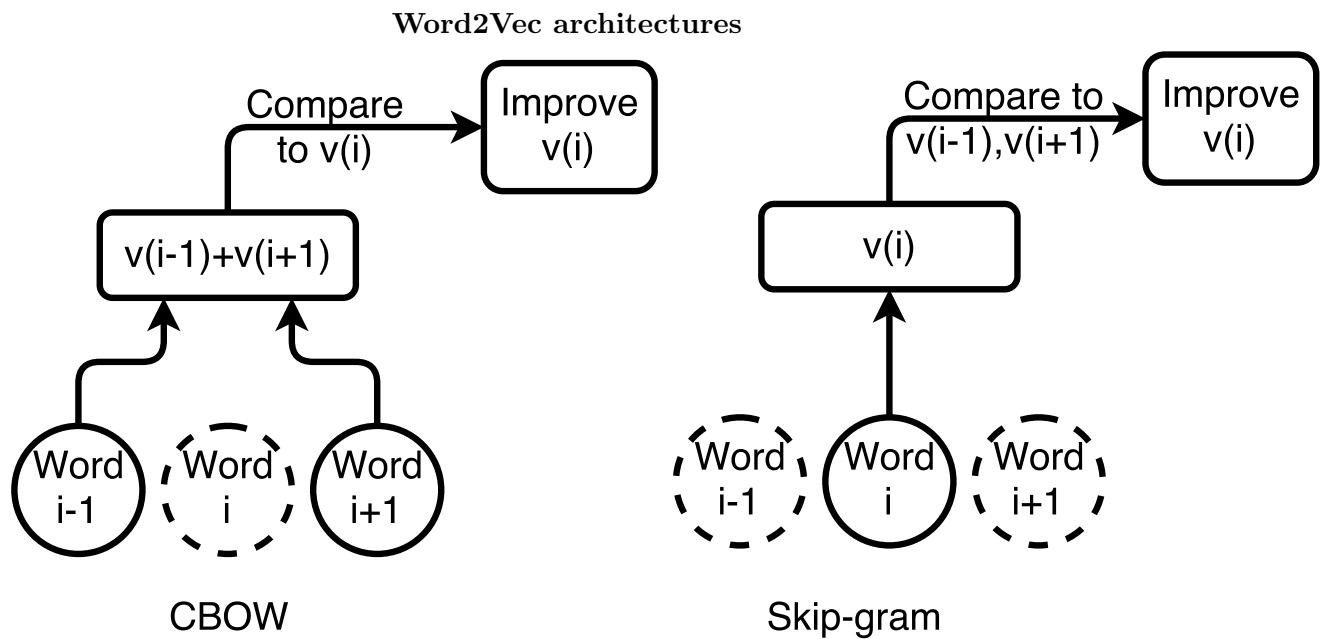 Word2Vec architectures
Compare
to v(i)
Improve
v(i)
v(i-1)+v(i+1)
Word
i-1
Word
i
Word
i+1
CBOW
Compare to
v(i-1),v(i+1)
Improve
v(i)
v(i)
Word
i-1
Word
i
Word
i+1
Skip-gram